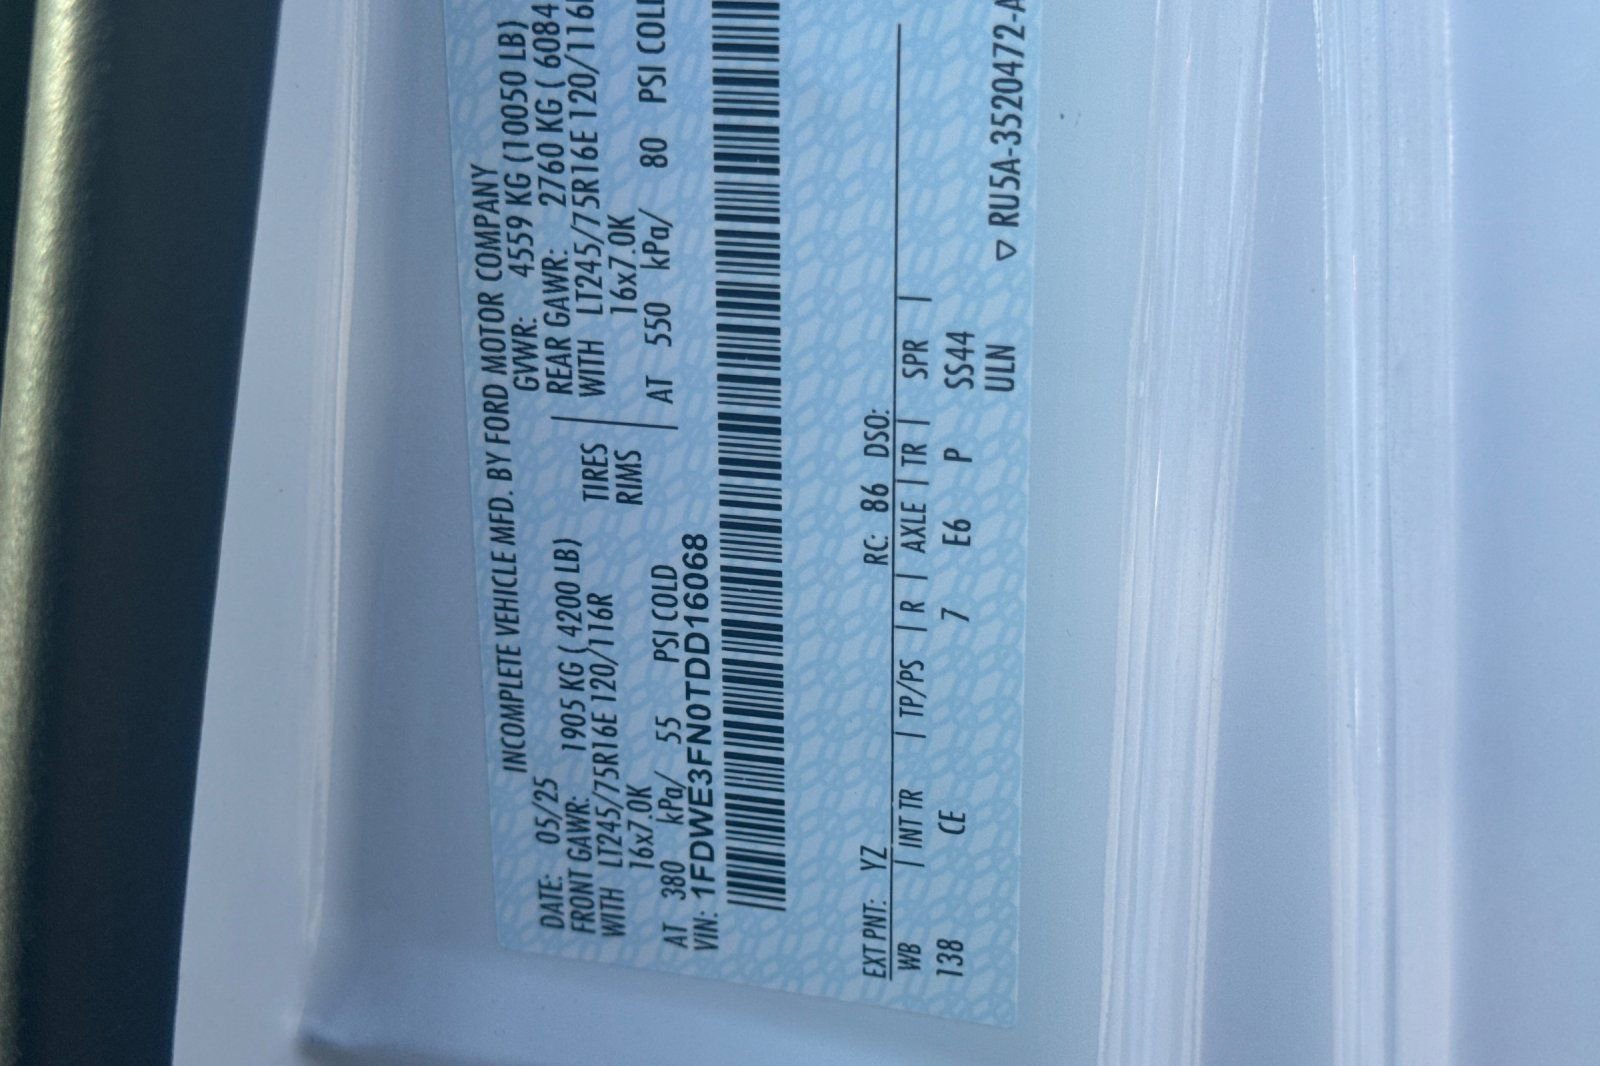 INCOMPLETE VEHICLE MFD. BY FORD MOTOR COMPANY
DATE: 05/25 GVWR: 4559 KG (10050 LB)
FRONT GAWR: 1905 KG ( 4200 LB) REAR GAWR: 2760 KG ( 6084
WITH LT245/75R16E 120/116R TIRES WITH LT245/75R16E 120/116
16x7.0K RIMS 16x7.0K
AT 380 kPa/ 55 PSI COLD AT 550 kPa/ 80 PSI COL
VIN: 1FDWE3FN0TDD16068
EXT PNT: YZ RC: 86 DSO:
WB | INT TR | TP/PS | R | AXLE | TR | SPR |
138 CE 7 E6 P SS44
ULN ▽ RU5A-3520472-A